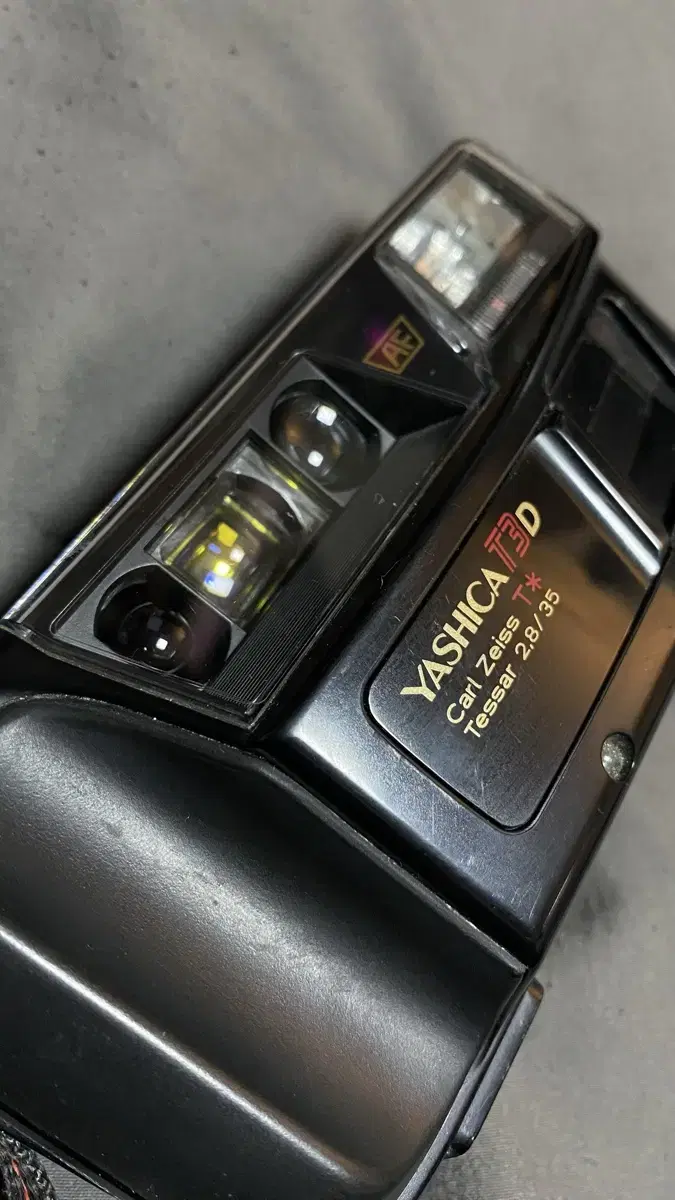 AF
YASHICA T3D
Carl Zeiss T*
Tessar 2,8/35